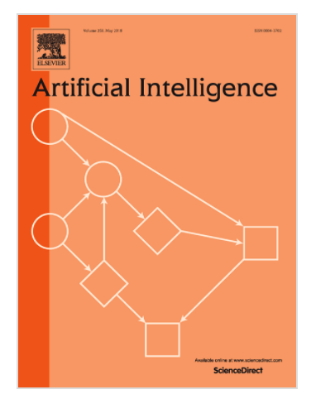 ELSEVIER
Artificial Intelligence
Available online at www.sciencedirect.com
ScienceDirect